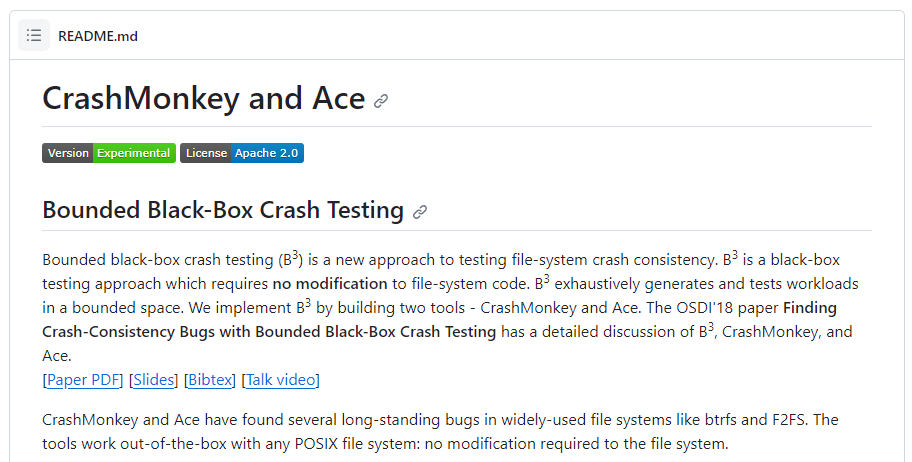 README.md
CrashMonkey and Ace
Version Experimental License Apache 2.0
Bounded Black-Box Crash Testing
Bounded black-box crash testing (B³) is a new approach to testing file-system crash consistency. B³ is a black-box
testing approach which requires no modification to file-system code. B³ exhaustively generates and tests workloads
in a bounded space. We implement B³ by building two tools - CrashMonkey and Ace. The OSDI'18 paper Finding
Crash-Consistency Bugs with Bounded Black-Box Crash Testing has a detailed discussion of B³, CrashMonkey, and
Ace.
[Paper PDF] [Slides] [Bibtex] [Talk video]
CrashMonkey and Ace have found several long-standing bugs in widely-used file systems like btrfs and F2FS. The
tools work out-of-the-box with any POSIX file system: no modification required to the file system.